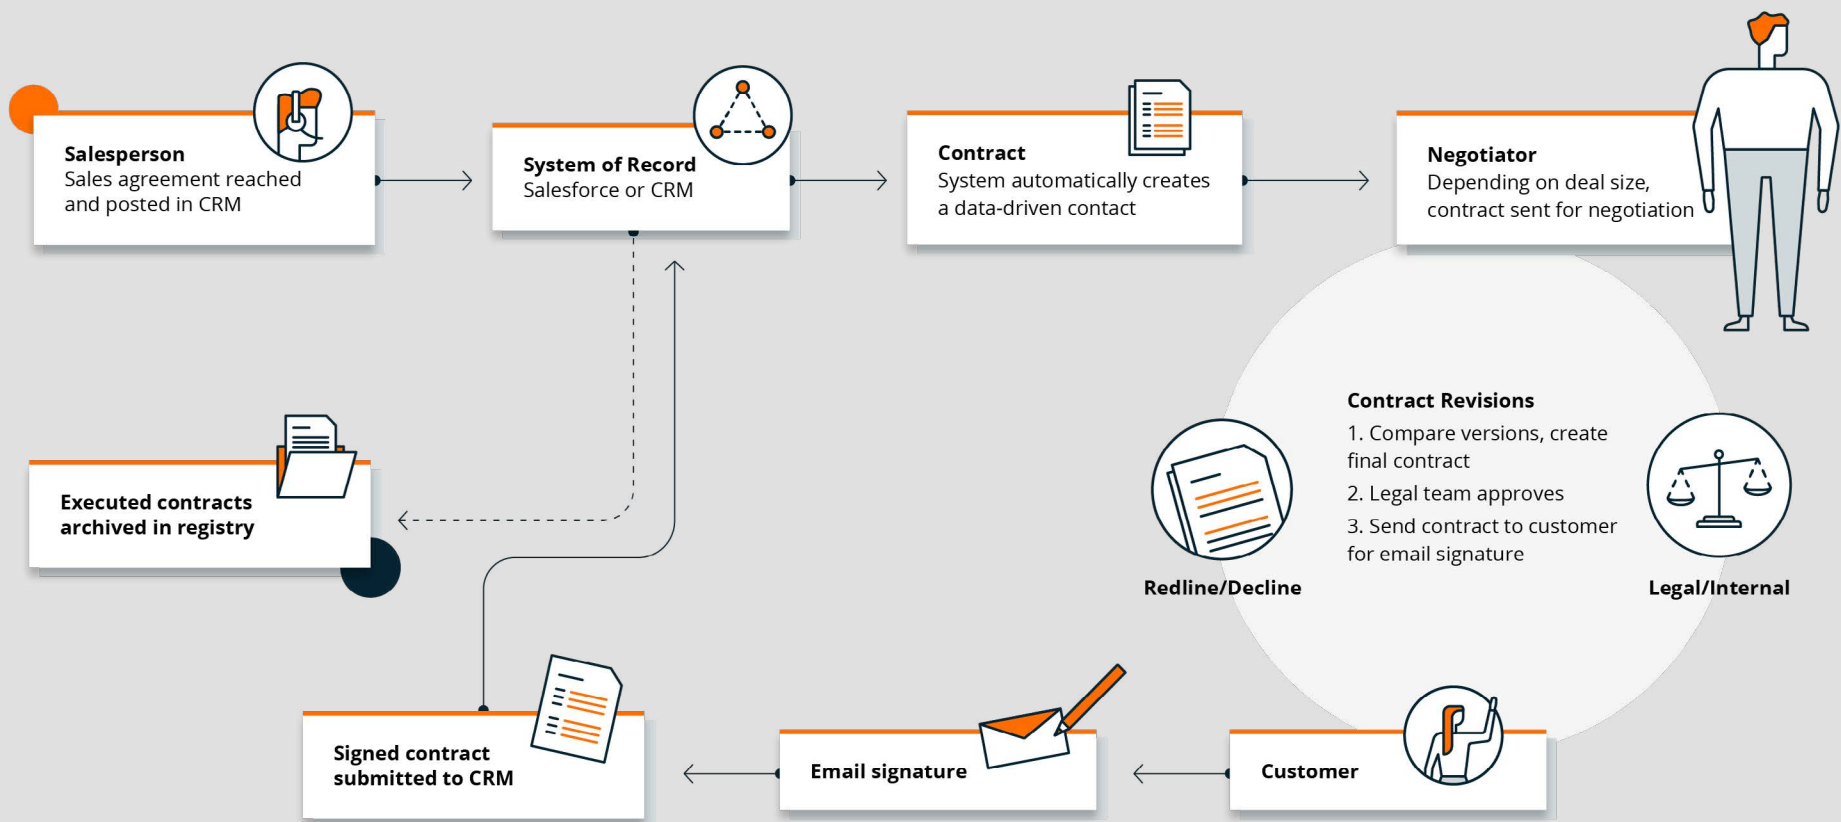 Salesperson
Sales agreement reached
and posted in CRM
System of Record
Salesforce or CRM
Contract
System automatically creates
a data-driven contact
Negotiator
Depending on deal size,
contract sent for negotiation
Contract Revisions
1. Compare versions, create
final contract
2. Legal team approves
3. Send contract to customer
for email signature
Redline/Decline
Legal/Internal
Executed contracts
archived in registry
Signed contract
submitted to CRM
Email signature
Customer